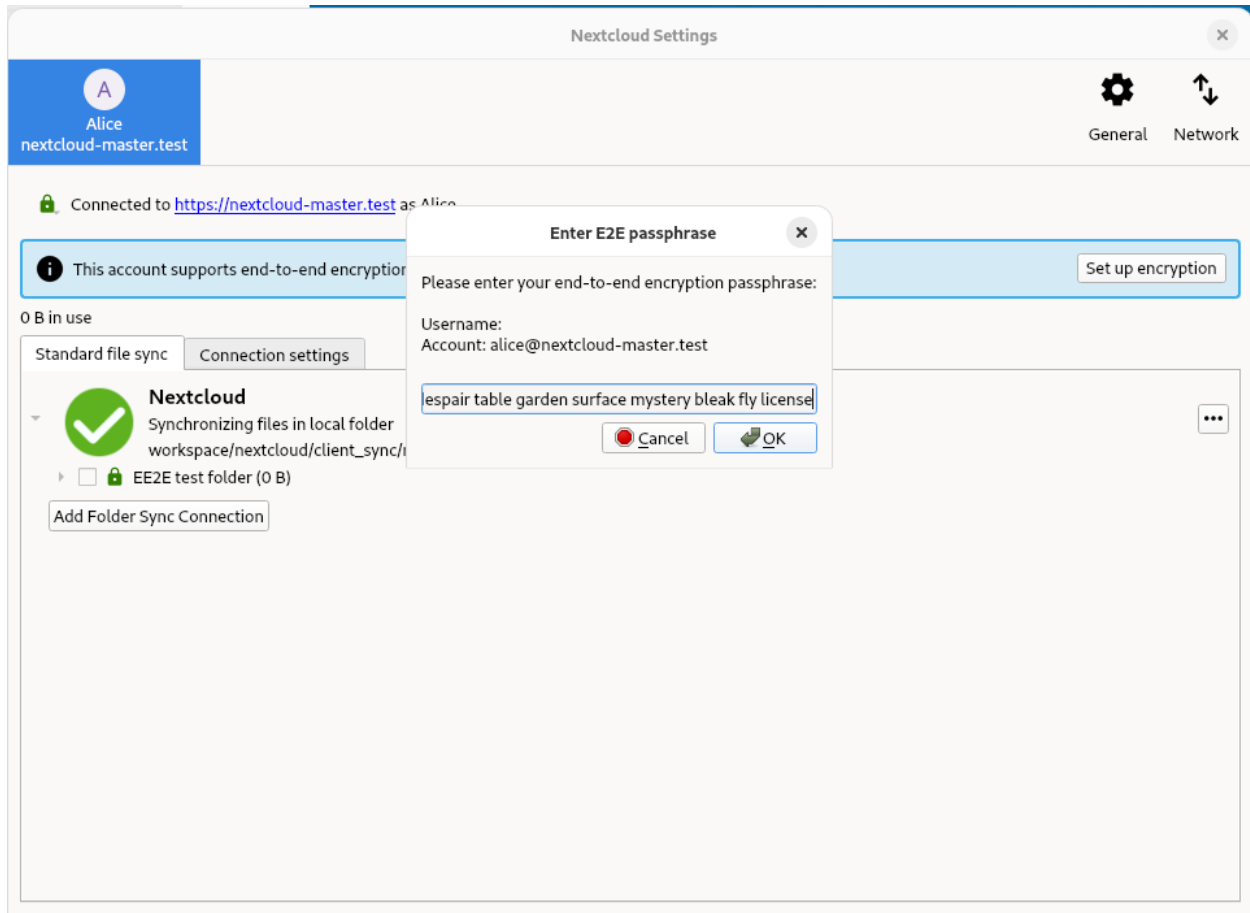 Nextcloud Settings
A
Alice
nextcloud-master.test
General
Network
Connected to https://nextcloud-master.test as Alice
This account supports end-to-end encryption
Set up encryption
0 B in use
Standard file sync
Connection settings
Nextcloud
Synchronizing files in local folder
workspace/nextcloud/client_sync/
EE2E test folder (0 B)
Add Folder Sync Connection
Enter E2E passphrase
Please enter your end-to-end encryption passphrase:
Username:
Account: alice@nextcloud-master.test
espair table garden surface mystery bleak fly license
Cancel
OK